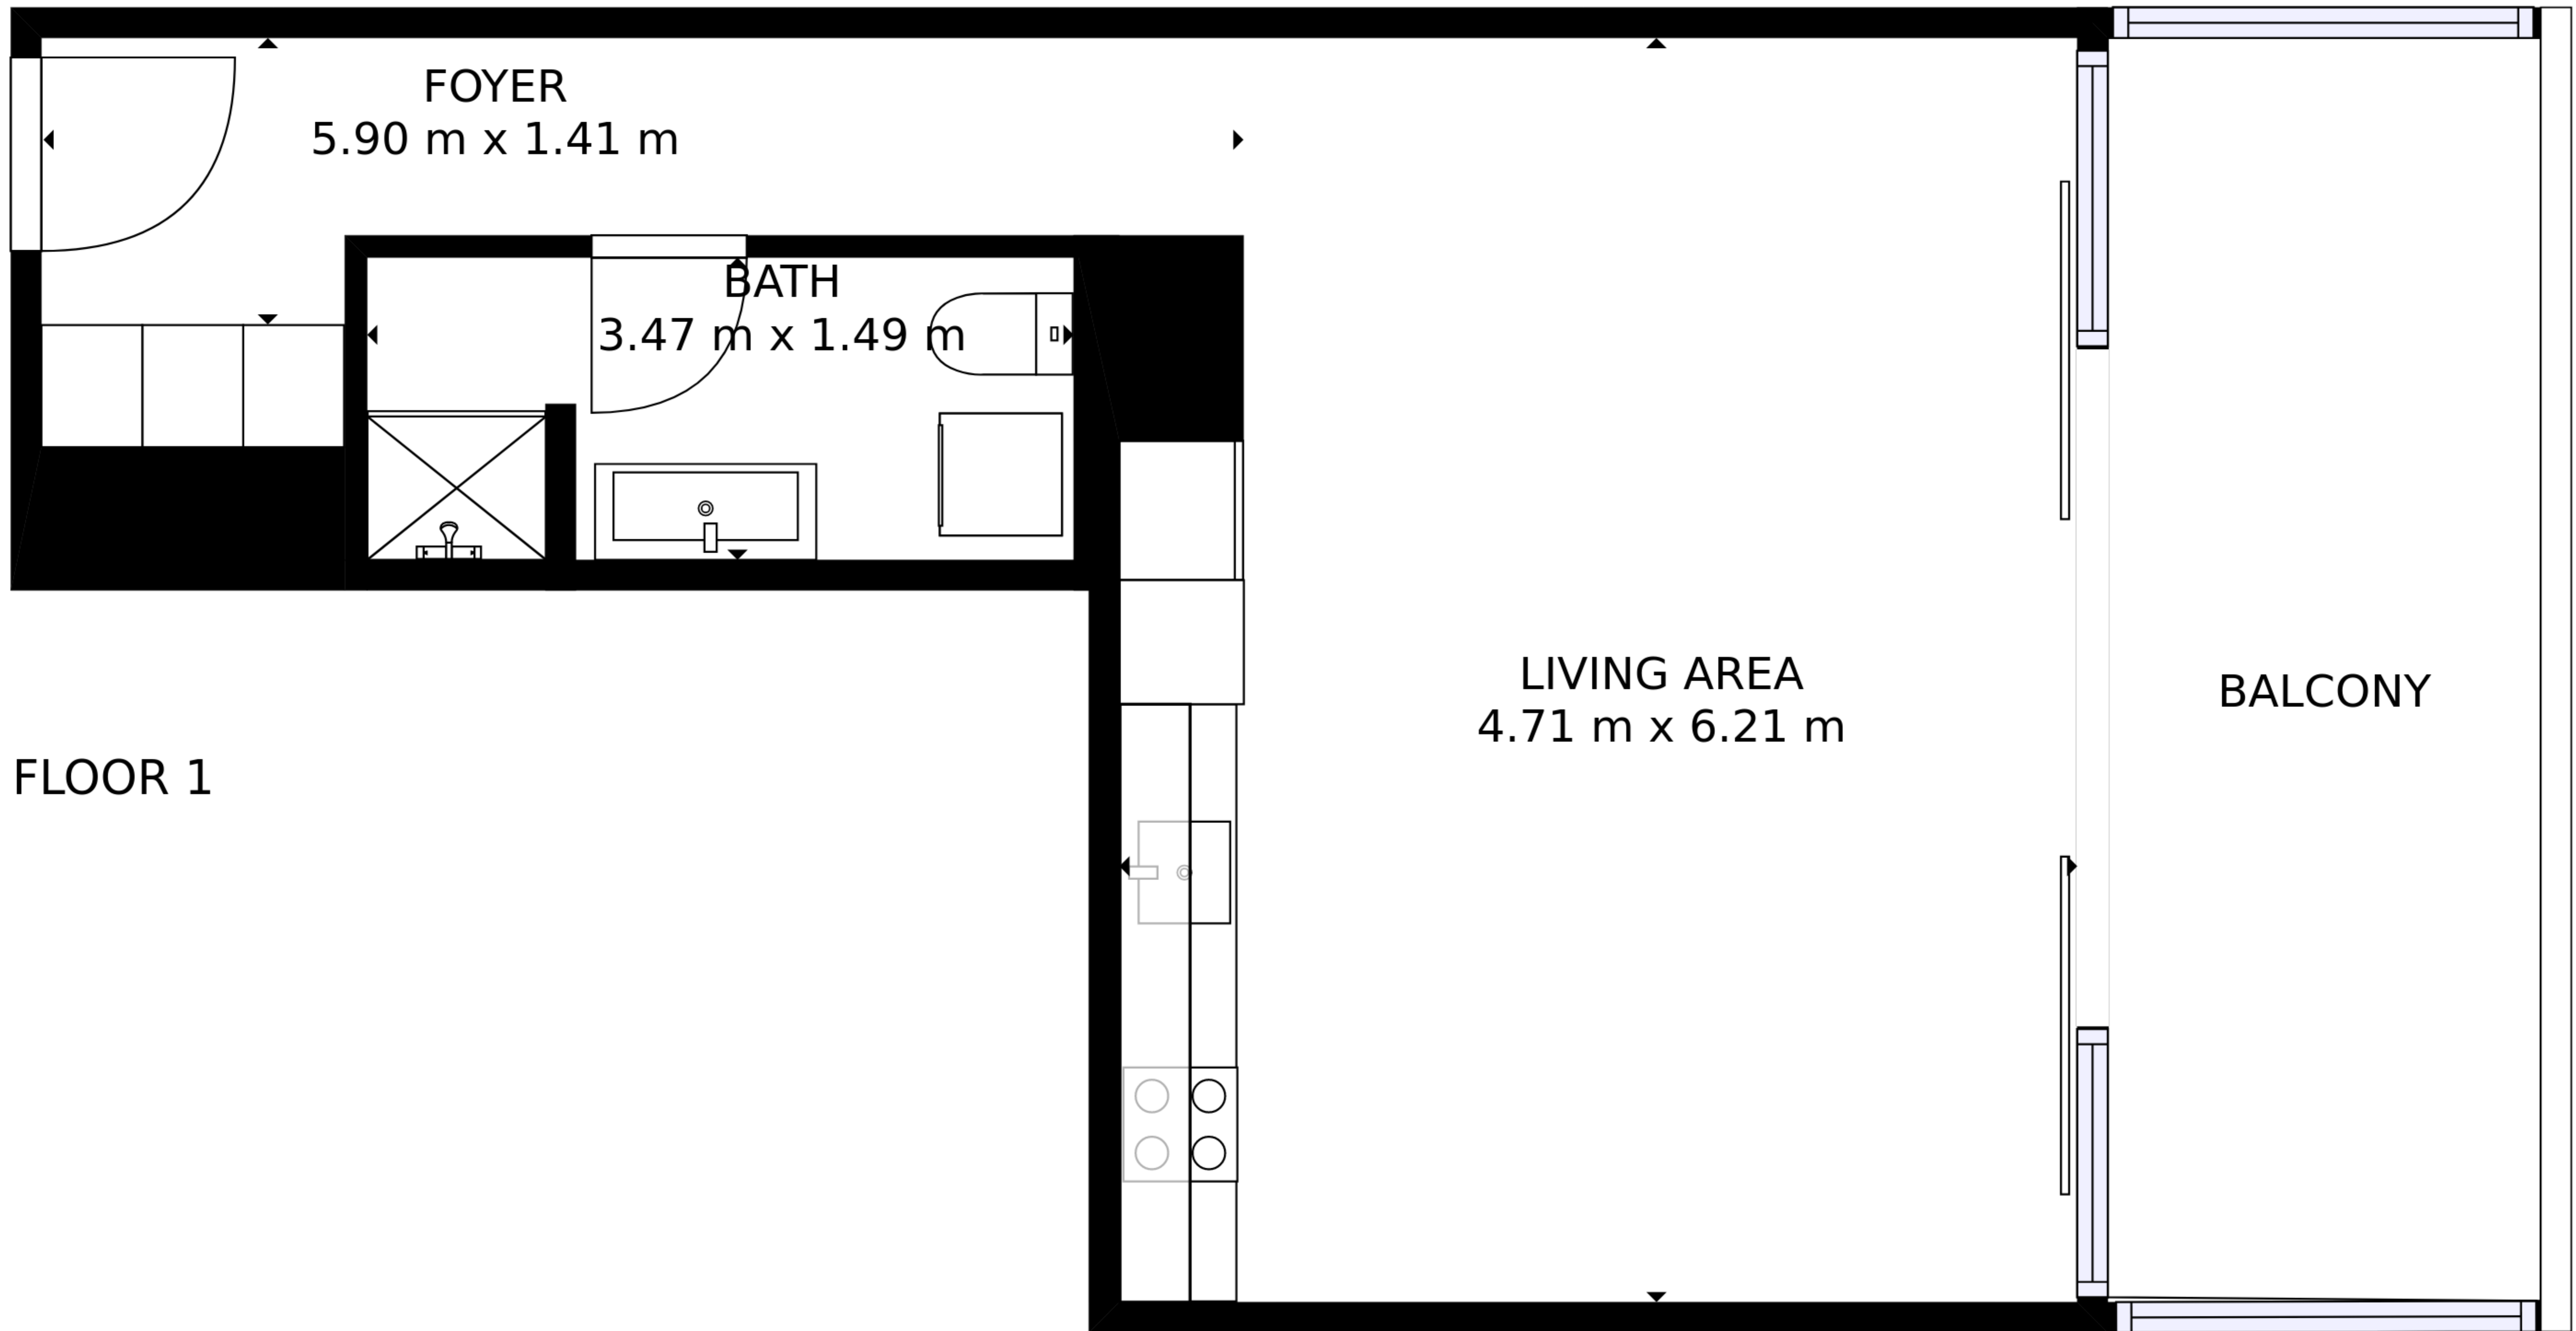 FOYER
5.90 m x 1.41 m
BATH
3.47 m x 1.49 m
LIVING AREA
4.71 m x 6.21 m
BALCONY
FLOOR 1